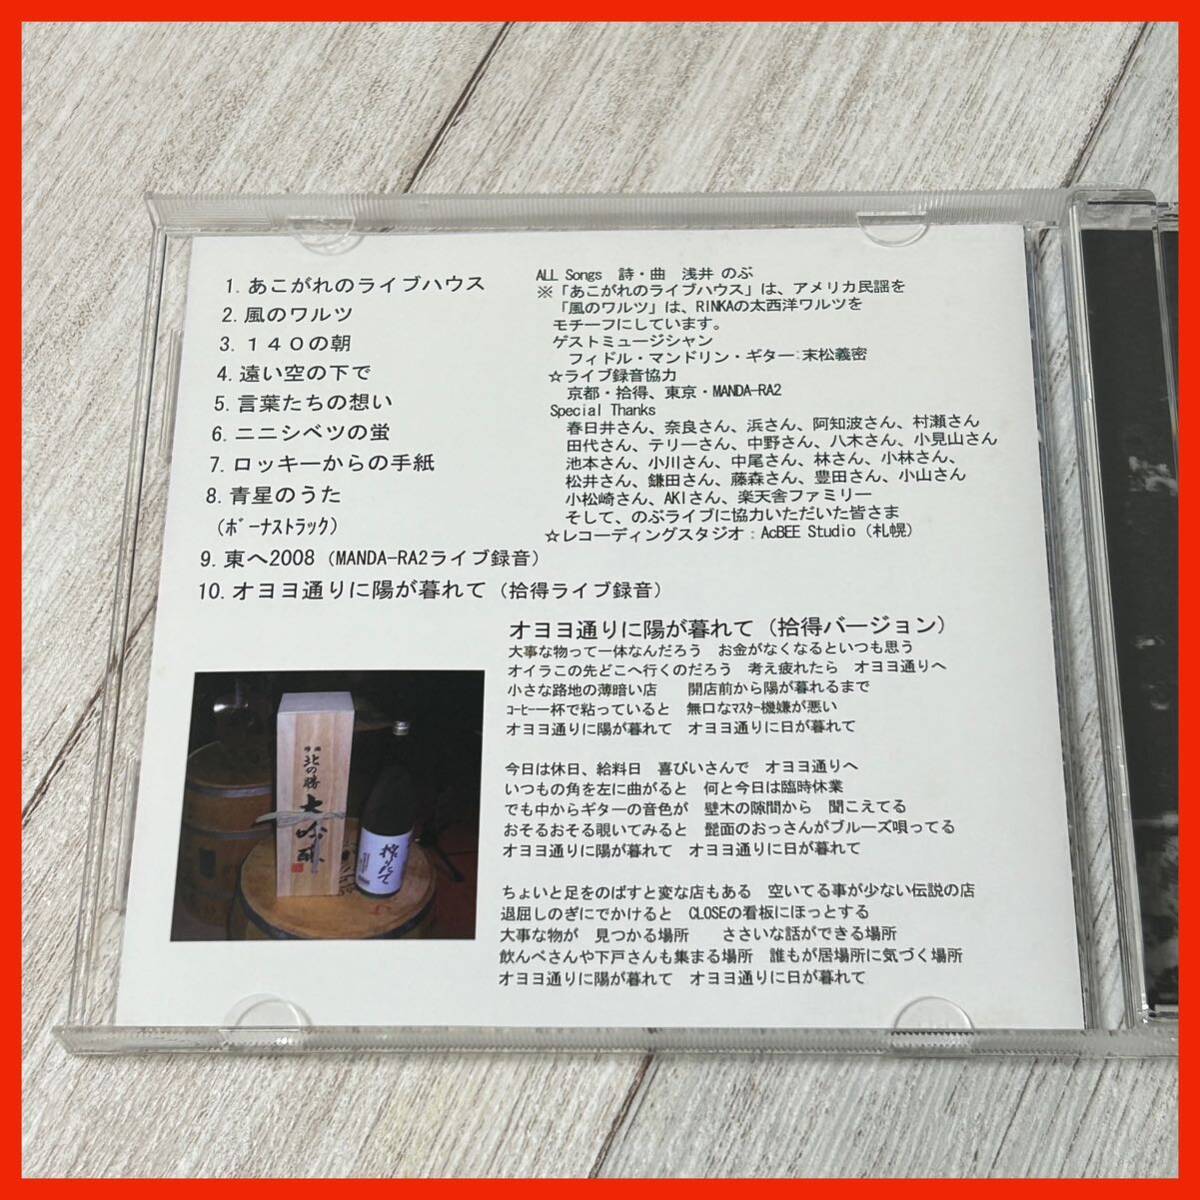 1. あこがれのライブハウス
2. 風のワルツ
3. １４０の朝
4. 遠い空の下で
5. 言葉たちの想い
6. ニニシベツの蛍
7. ロッキーからの手紙
8. 青星のうた
（ﾎﾞｰﾅｽﾄﾗｯｸ）
9. 東へ2008（MANDA-RA2ライブ録音）
10. オヨヨ通りに陽が暮れて（拾得ライブ録音）
ALL Songs 詩・曲 浅井 のぶ
※「あこがれのライブハウス」は、アメリカ民謡を
「風のワルツ」は、RINKAの太西洋ワルツを
モチーフにしています。
ゲストミュージシャン
フィドル・マンドリン・ギター：末松義密
☆ライブ録音協力
京都・拾得、東京・MANDA-RA2
Special Thanks
春日井さん、奈良さん、浜さん、阿知波さん、村瀬さん
田代さん、テリーさん、中野さん、八木さん、小見山さん
池本さん、小川さん、中尾さん、林さん、小林さん、
松井さん、鎌田さん、藤森さん、豊田さん、小山さん
小松崎さん、AKIさん、楽天舎ファミリー
そして、のぶライブに協力いただいた皆さま
☆レコーディングスタジオ：AcBEE Studio（札幌）
オヨヨ通りに陽が暮れて（拾得バージョン）
大事な物って一体なんだろう お金がなくなるといつも思う
オイラこの先どこへ行くのだろう 考え疲れたら オヨヨ通りへ
小さな路地の薄暗い店 開店前から陽が暮れるまで
ｺｰﾋｰ一杯で粘っていると 無口なﾏｽﾀｰ機嫌が悪い
オヨヨ通りに陽が暮れて オヨヨ通りに日が暮れて
今日は休日、給料日 喜びいさんで オヨヨ通りへ
いつもの角を左に曲がると 何と今日は臨時休業
でも中からギターの音色が 壁木の隙間から 聞こえてる
おそるおそる覗いてみると 髭面のおっさんがブルーズ唄ってる
オヨヨ通りに陽が暮れて オヨヨ通りに日が暮れて
ちょいと足をのばすと変な店もある 空いてる事が少ない伝説の店
退屈しのぎにでかけると CLOSEの看板にほっとする
大事な物が 見つかる場所 ささいな話ができる場所
飲んべさんや下戸さんも集まる場所 誰もが居場所に気づく場所
オヨヨ通りに陽が暮れて オヨヨ通りに日が暮れて
北の勝
大吟醸
搾りたて